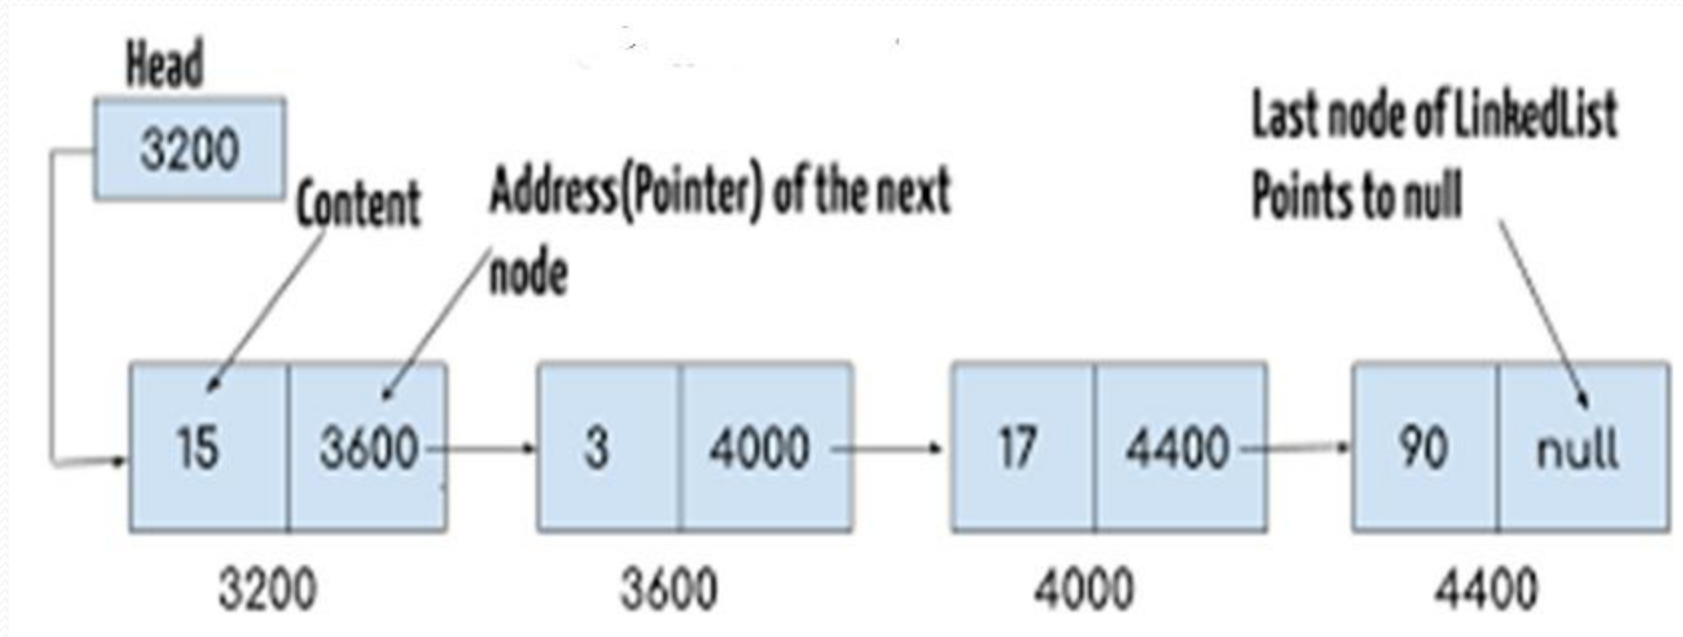 Head
3200
Content
Address(Pointer) of the next
node
Last node of LinkedList
Points to null
15
3600
3
4000
17
4400
90
null
3200
3600
4000
4400